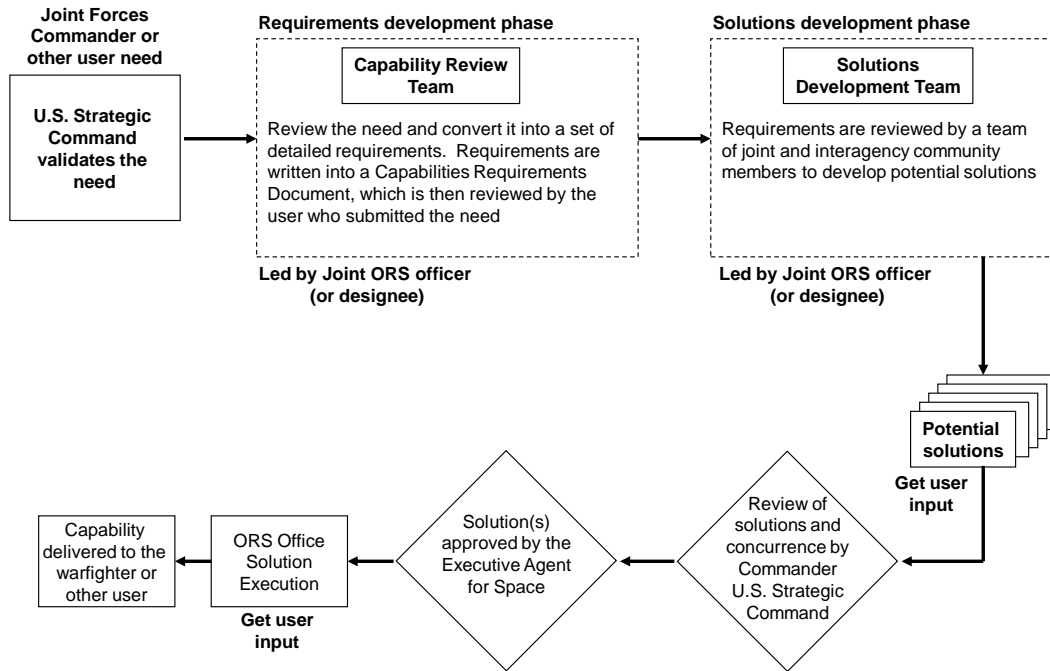 Joint Forces
Commander or
other user need
U.S. Strategic
Command
validates the
need
Requirements development phase
Capability Review
Team
Review the need and convert it into a set of
detailed requirements.  Requirements are
written into a Capabilities Requirements
Document, which is then reviewed by the
user who submitted the need
Led by Joint ORS officer
(or designee)
Solutions development phase
Solutions
Development Team
Requirements are reviewed by a team
of joint and interagency community
members to develop potential solutions
Led by Joint ORS officer
(or designee)
Potential
solutions
Get user
input
Review of
solutions and
concurrence by
Commander
U.S. Strategic
Command
Solution(s)
approved by the
Executive Agent
for Space
ORS Office
Solution
Execution
Get user
input
Capability
delivered to the
warfighter or
other user